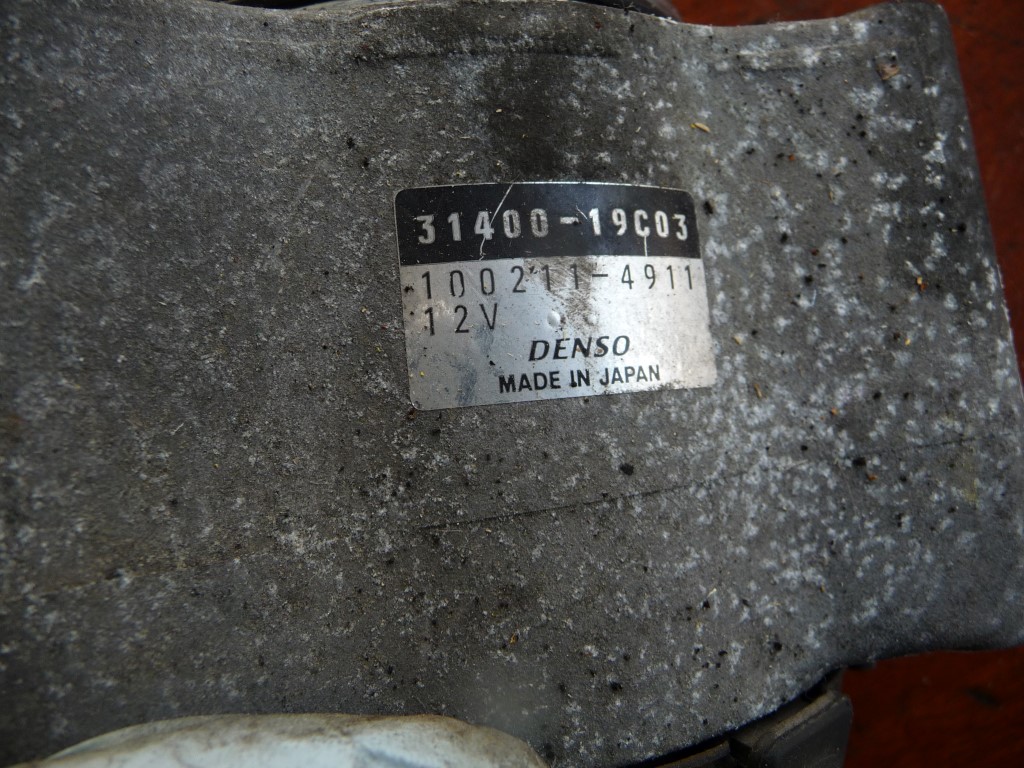 31400-19C03
100211-4911
12V
DENSO
MADE IN JAPAN